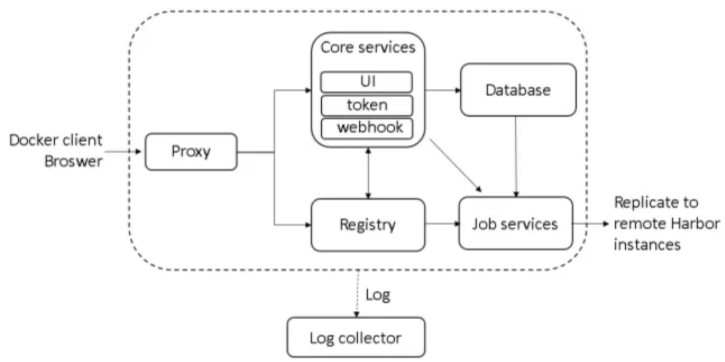 Core services
UI
token
webhook
Database
Docker client
Broswer
Proxy
Registry
Job services
Replicate to
remote Harbor
instances
Log
Log collector